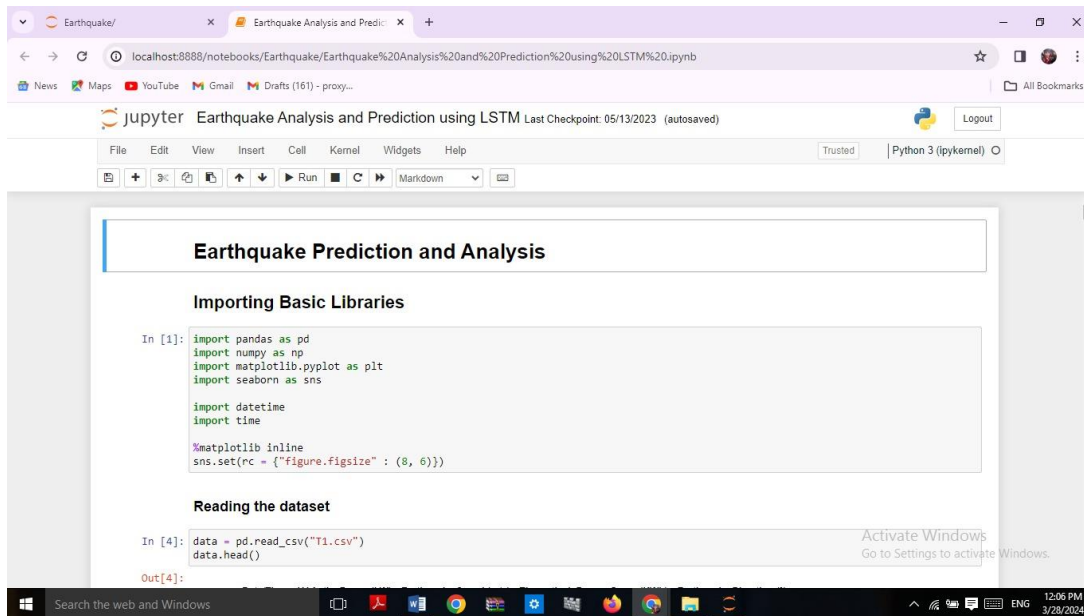 Earthquake/
Earthquake Analysis and Predic
localhost:8888/notebooks/Earthquake/Earthquake%20Analysis%20and%20Prediction%20using%20LSTM%20.ipynb
News Maps YouTube Gmail Drafts (161) - proxy... All Bookmarks
jupyter Earthquake Analysis and Prediction using LSTM Last Checkpoint: 05/13/2023 (autosaved) Logout
File Edit View Insert Cell Kernel Widgets Help Trusted Python 3 (ipykernel)
Run Markdown
Earthquake Prediction and Analysis
Importing Basic Libraries
In [1]: import pandas as pd
import numpy as np
import matplotlib.pyplot as plt
import seaborn as sns
import datetime
import time
%matplotlib inline
sns.set(rc = {"figure.figsize" : (8, 6)})
Reading the dataset
In [4]: data = pd.read_csv("T1.csv")
data.head()
Out[4]:
Activate Windows
Go to Settings to activate Windows.
Search the web and Windows ENG 12:06 PM
3/28/2024